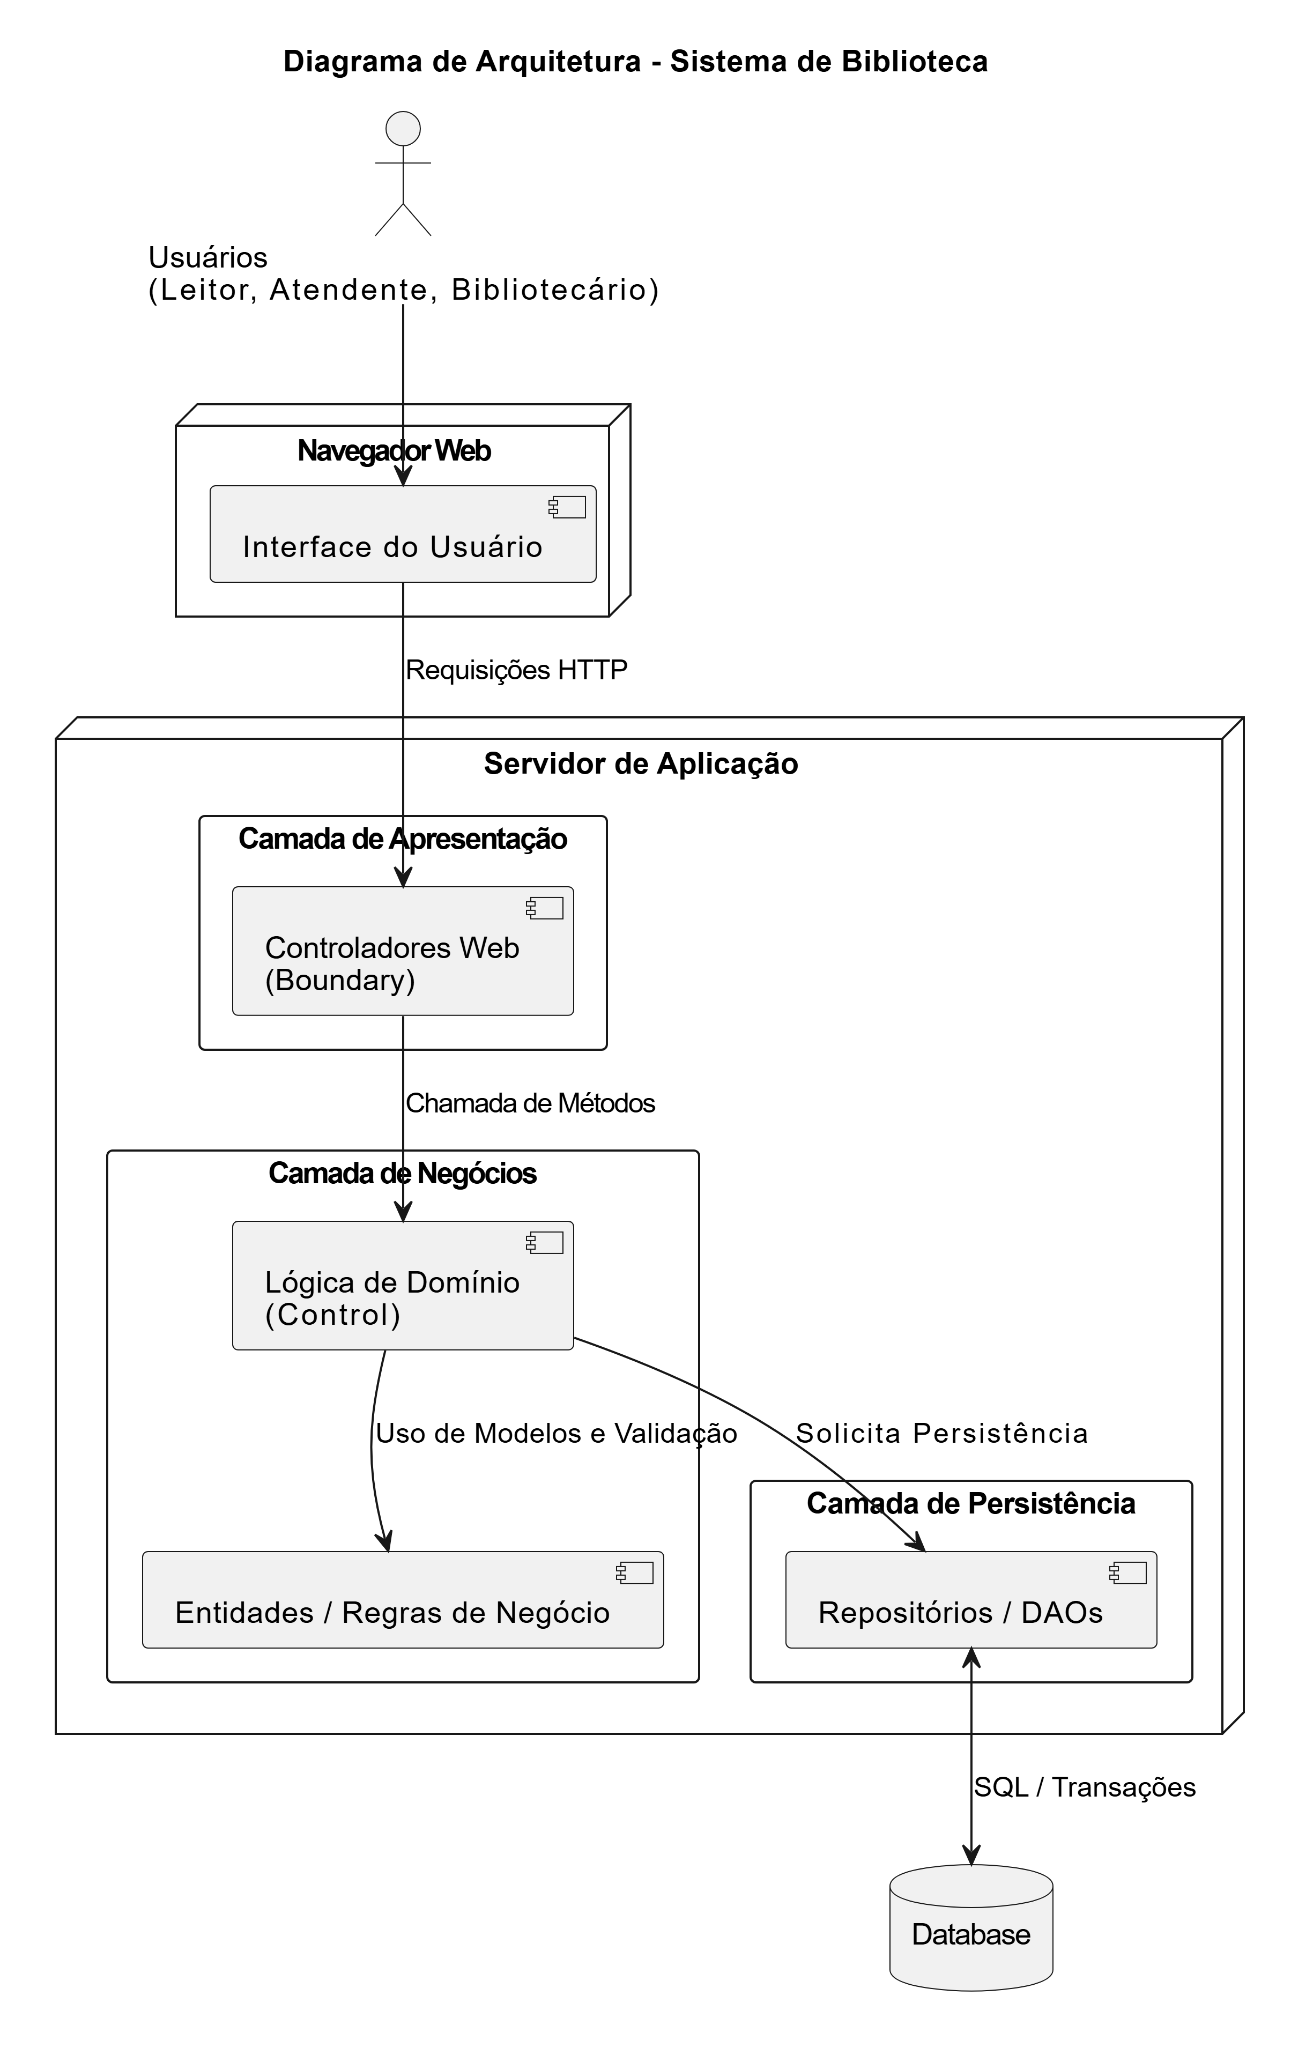 Diagrama de Arquitetura - Sistema de Biblioteca
Usuários
(Leitor, Atendente, Bibliotecário)
Navegador Web
Interface do Usuário
Requisições HTTP
Servidor de Aplicação
Camada de Apresentação
Controladores Web
(Boundary)
Chamada de Métodos
Camada de Negócios
Lógica de Domínio
(Control)
Uso de Modelos e Validação
Solicita Persistência
Camada de Persistência
Entidades / Regras de Negócio
Repositórios / DAOs
SQL / Transações
Database